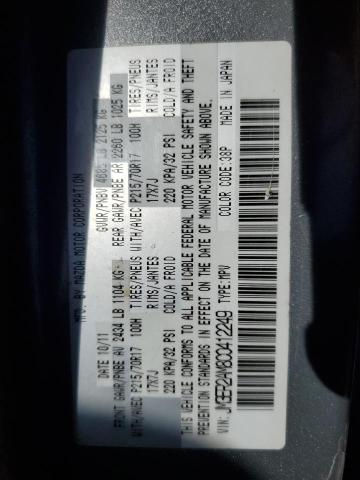 MFD. BY MAZDA MOTOR CORPORATION
DATE 10/11 GVWR/PNBV 4685 LB 2125 KG
FRONT GAWR/PNBE AV 2434 LB 1104 KG REAR GAWR/PNBE AR 2260 LB 1025 KG
WITH/AVEC P215/70R17 100H TIRES/PNEUS WITH/AVEC P215/70R17 100H TIRES/PNEUS
17X7J RIMS/JANTES 17X7J RIMS/JANTES
220 KPA/32 PSI COLD/A FROID 220 KPA/32 PSI COLD/A FROID
THIS VEHICLE CONFORMS TO ALL APPLICABLE FEDERAL MOTOR VEHICLE SAFETY AND THEFT
PREVENTION STANDARDS IN EFFECT ON THE DATE OF MANUFACTURE SHOWN ABOVE.
VIN: TYPE: MPV COLOR CODE: 38P MADE IN JAPAN